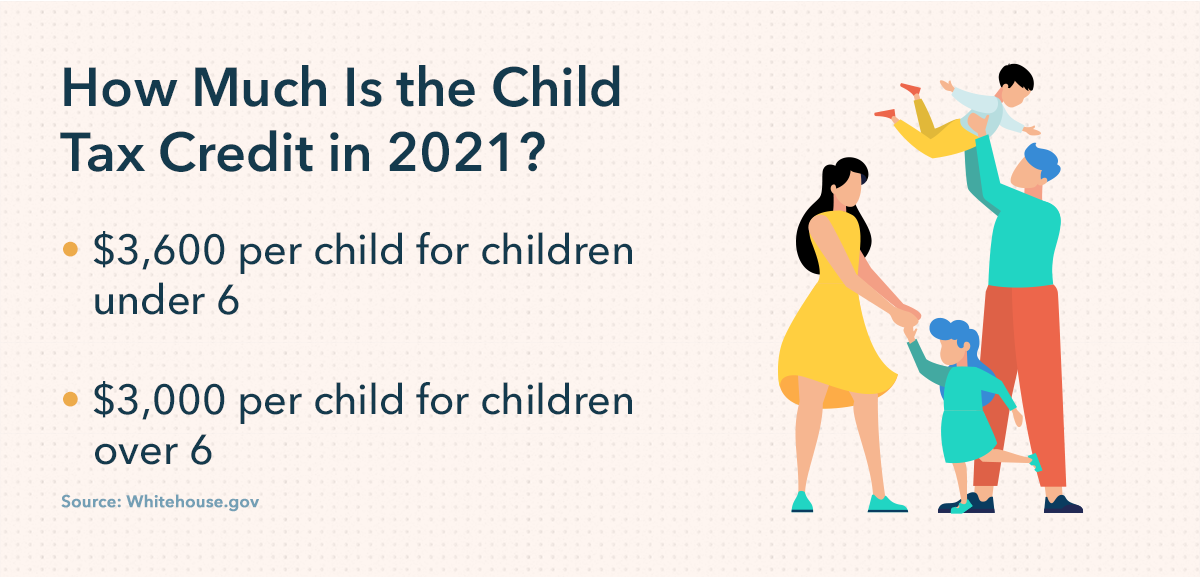 How Much Is the Child
Tax Credit in 2021?
• $3,600 per child for children
under 6
• $3,000 per child for children
over 6
Source: Whitehouse.gov